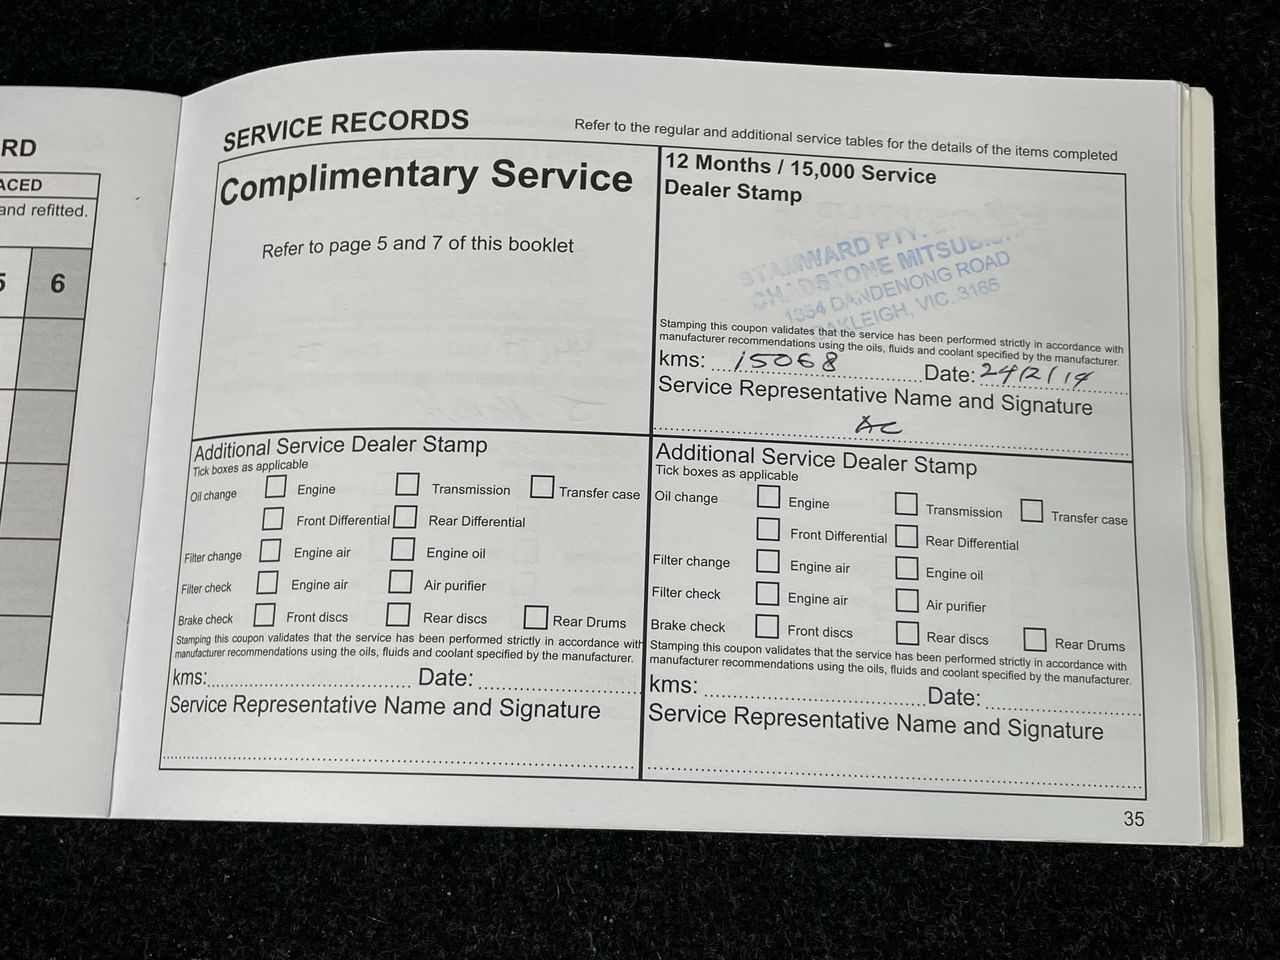 RD
ACED
and refitted.
5 6
SERVICE RECORDS
Refer to the regular and additional service tables for the details of the items completed
Complimentary Service
Refer to page 5 and 7 of this booklet
12 Months / 15,000 Service
Dealer Stamp
STAMWARD PTY.
CHADSTONE MITSUBISHI
1354 DANDENONG ROAD
OAKLEIGH, VIC. 3166
Stamping this coupon validates that the service has been performed strictly in accordance with
manufacturer recommendations using the oils, fluids and coolant specified by the manufacturer.
kms: 15068 Date: 24/2/14
Service Representative Name and Signature
AC
Additional Service Dealer Stamp
Tick boxes as applicable
Oil change Engine Transmission Transfer case
Front Differential Rear Differential
Filter change Engine air Engine oil
Filter check Engine air Air purifier
Brake check Front discs Rear discs Rear Drums
Stamping this coupon validates that the service has been performed strictly in accordance with
manufacturer recommendations using the oils, fluids and coolant specified by the manufacturer.
kms: Date:
Service Representative Name and Signature
Additional Service Dealer Stamp
Tick boxes as applicable
Oil change Engine Transmission Transfer case
Front Differential Rear Differential
Filter change Engine air Engine oil
Filter check Engine air Air purifier
Brake check Front discs Rear discs Rear Drums
Stamping this coupon validates that the service has been performed strictly in accordance with
manufacturer recommendations using the oils, fluids and coolant specified by the manufacturer.
kms: Date:
Service Representative Name and Signature
35